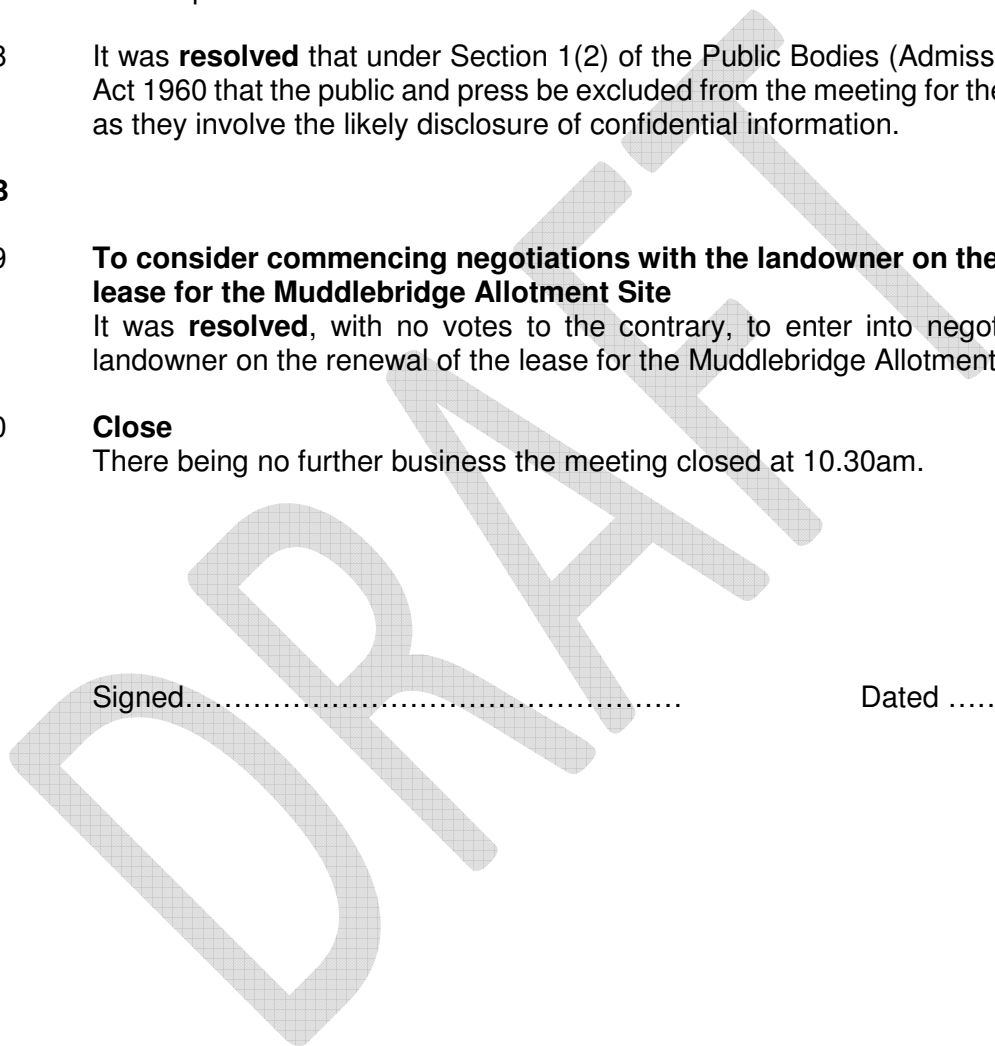 8 It was resolved that under Section 1(2) of the Public Bodies (Admiss
Act 1960 that the public and press be excluded from the meeting for the
as they involve the likely disclosure of confidential information.
B
9 To consider commencing negotiations with the landowner on the
lease for the Muddlebridge Allotment Site
It was resolved, with no votes to the contrary, to enter into negot
landowner on the renewal of the lease for the Muddlebridge Allotment
0 Close
There being no further business the meeting closed at 10.30am.
Signed…………………………………………… Dated …..
DRAFT